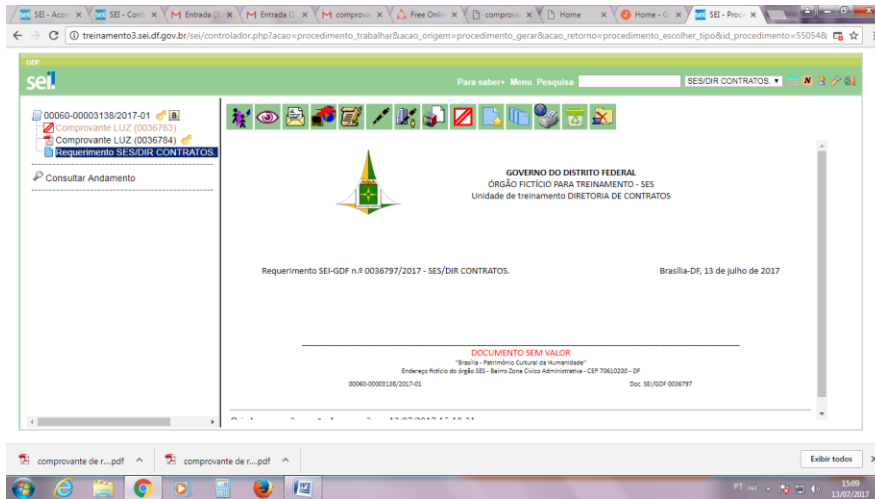 SEI - Acom
SEI - Contr
Entrada (
Entrada (
comprova
Free Onlin
comprova
Home
Home - G
SEI - Proce
treinamento3.sei.df.gov.br/sei/controlador.php?acao=procedimento_trabalhar&acao_origem=procedimento_gerar&acao_retorno=procedimento_escolher_tipo&id_procedimento=55054&
GDF
sei!
Para saber+ Menu Pesquisa
SES/DIR CONTRATOS.
00060-00003138/2017-01
Comprovante LUZ (0036783)
Comprovante LUZ (0036784)
Requerimento SES/DIR CONTRATOS.
Consultar Andamento
GOVERNO DO DISTRITO FEDERAL
ÓRGÃO FICTÍCIO PARA TREINAMENTO - SES
Unidade de treinamento DIRETORIA DE CONTRATOS
Requerimento SEI-GDF n.º 0036797/2017 - SES/DIR CONTRATOS.
Brasília-DF, 13 de julho de 2017
DOCUMENTO SEM VALOR
"Brasília - Patrimônio Cultural da Humanidade"
Endereço fictício do órgão SES - Bairro Zona Cívico Administrativa - CEP 70610200 - DF
00060-00003138/2017-01
Doc. SEI/GDF 0036797
comprovante de r....pdf
comprovante de r....pdf
Exibir todos
PT
15:09
13/07/2017